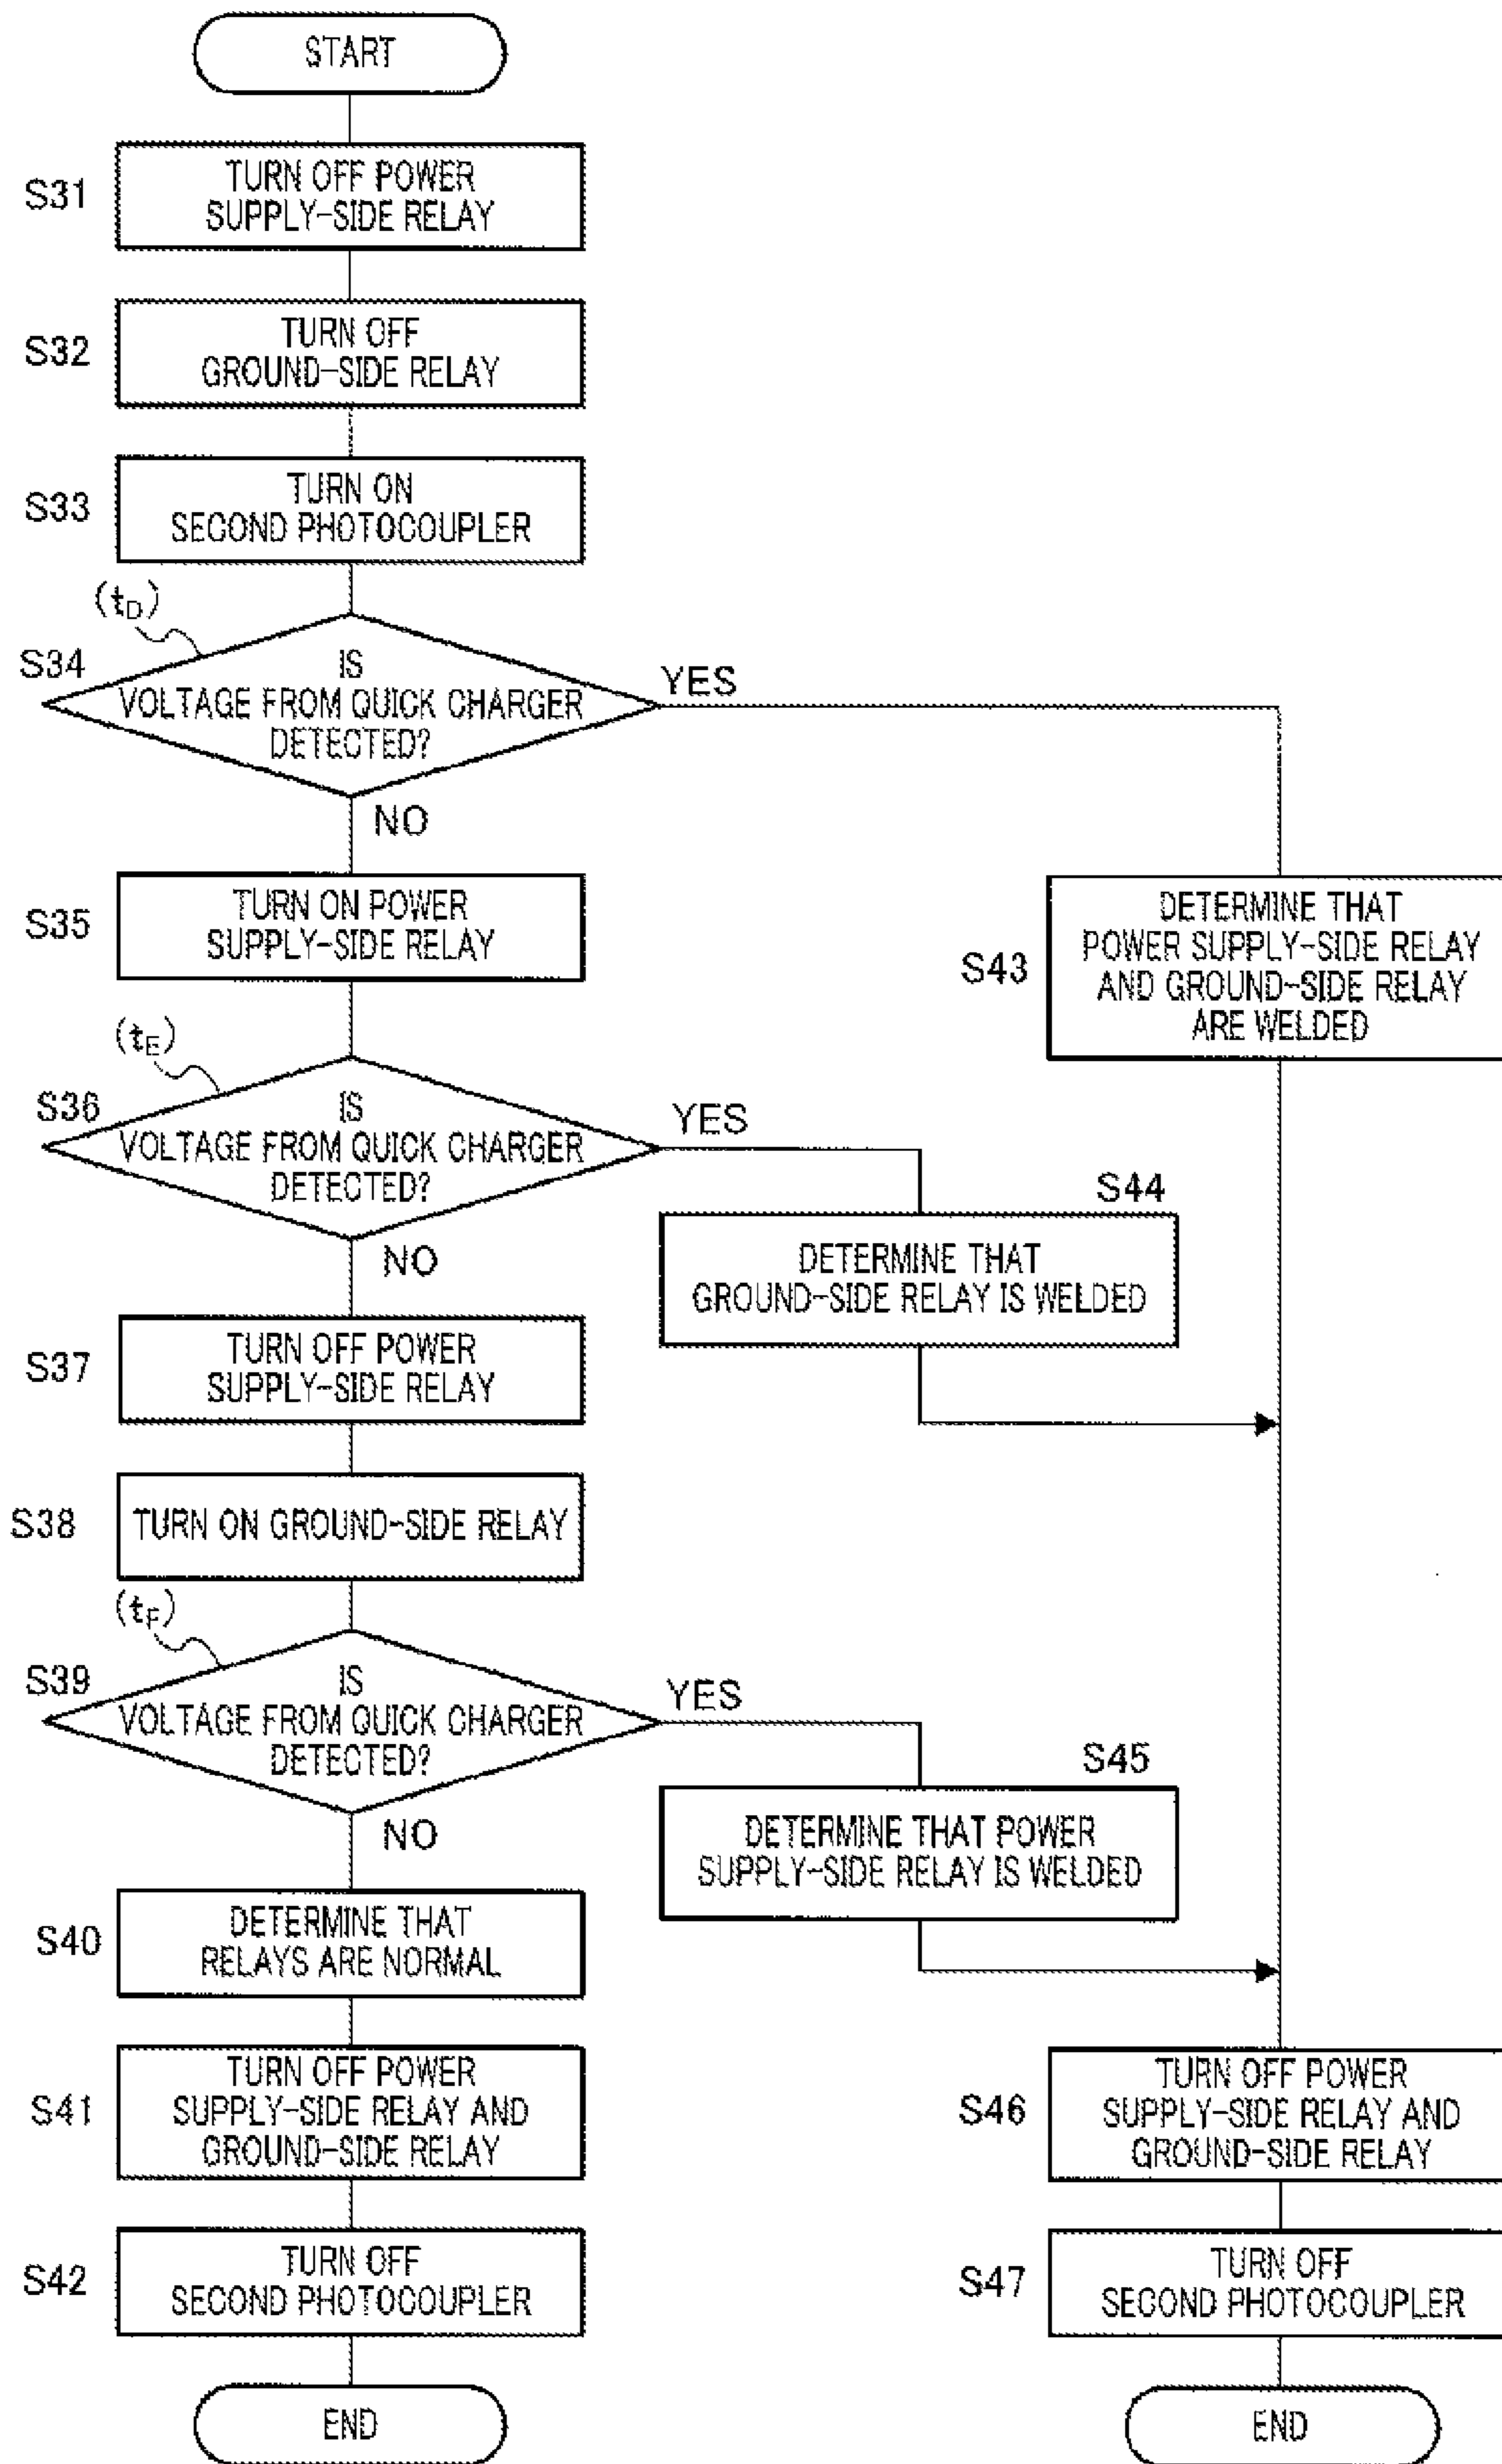 START
S31
TURN OFF POWER
SUPPLY-SIDE RELAY
S32
TURN OFF
GROUND-SIDE RELAY
S33
TURN ON
SECOND PHOTOCOUPLER
(tD)
S34
IS
VOLTAGE FROM QUICK CHARGER
DETECTED?
YES
NO
S35
TURN ON POWER
SUPPLY-SIDE RELAY
S43
DETERMINE THAT
POWER SUPPLY-SIDE RELAY
AND GROUND-SIDE RELAY
ARE WELDED
(tE)
S36
IS
VOLTAGE FROM QUICK CHARGER
DETECTED?
YES
NO
S44
DETERMINE THAT
GROUND-SIDE RELAY IS WELDED
S37
TURN OFF POWER
SUPPLY-SIDE RELAY
S38
TURN ON GROUND-SIDE RELAY
(tF)
S39
IS
VOLTAGE FROM QUICK CHARGER
DETECTED?
YES
NO
S45
DETERMINE THAT POWER
SUPPLY-SIDE RELAY IS WELDED
S40
DETERMINE THAT
RELAYS ARE NORMAL
S41
TURN OFF POWER
SUPPLY-SIDE RELAY AND
GROUND-SIDE RELAY
S46
TURN OFF POWER
SUPPLY-SIDE RELAY AND
GROUND-SIDE RELAY
S42
TURN OFF
SECOND PHOTOCOUPLER
S47
TURN OFF
SECOND PHOTOCOUPLER
END
END